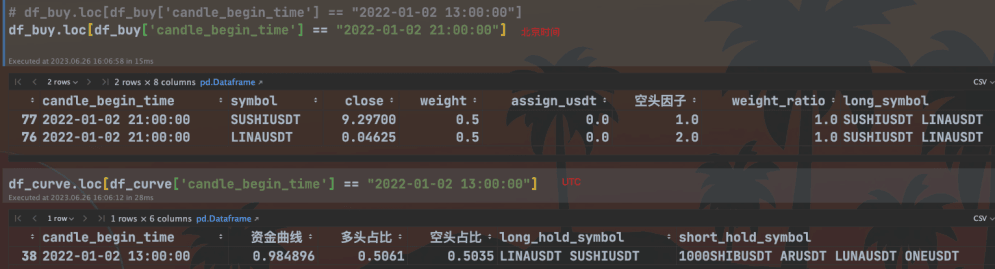 # df_buy.loc[df_buy['candle_begin_time'] == "2022-01-02 13:00:00"]
df_buy.loc[df_buy['candle_begin_time'] == "2022-01-02 21:00:00"] 北京时间
Executed at 2023.06.26 16:06:58 in 15ms
2 rows 2 rows × 8 columns pd.Dataframe CSV
candle_begin_time symbol close weight assign_usdt 空头因子 weight_ratio long_symbol
77 2022-01-02 21:00:00 SUSHIUSDT 9.29700 0.5 0.0 1.0 1.0 SUSHIUSDT LINAUSDT
76 2022-01-02 21:00:00 LINAUSDT 0.04625 0.5 0.0 2.0 1.0 SUSHIUSDT LINAUSDT
df_curve.loc[df_curve['candle_begin_time'] == "2022-01-02 13:00:00"] UTC
Executed at 2023.06.26 16:06:12 in 28ms
1 row 1 rows × 6 columns pd.Dataframe CSV
candle_begin_time 资金曲线 多头占比 空头占比 long_hold_symbol short_hold_symbol
38 2022-01-02 13:00:00 0.984896 0.5061 0.5035 LINAUSDT SUSHIUSDT 1000SHIBUSDT ARUSDT LUNAUSDT ONEUSDT